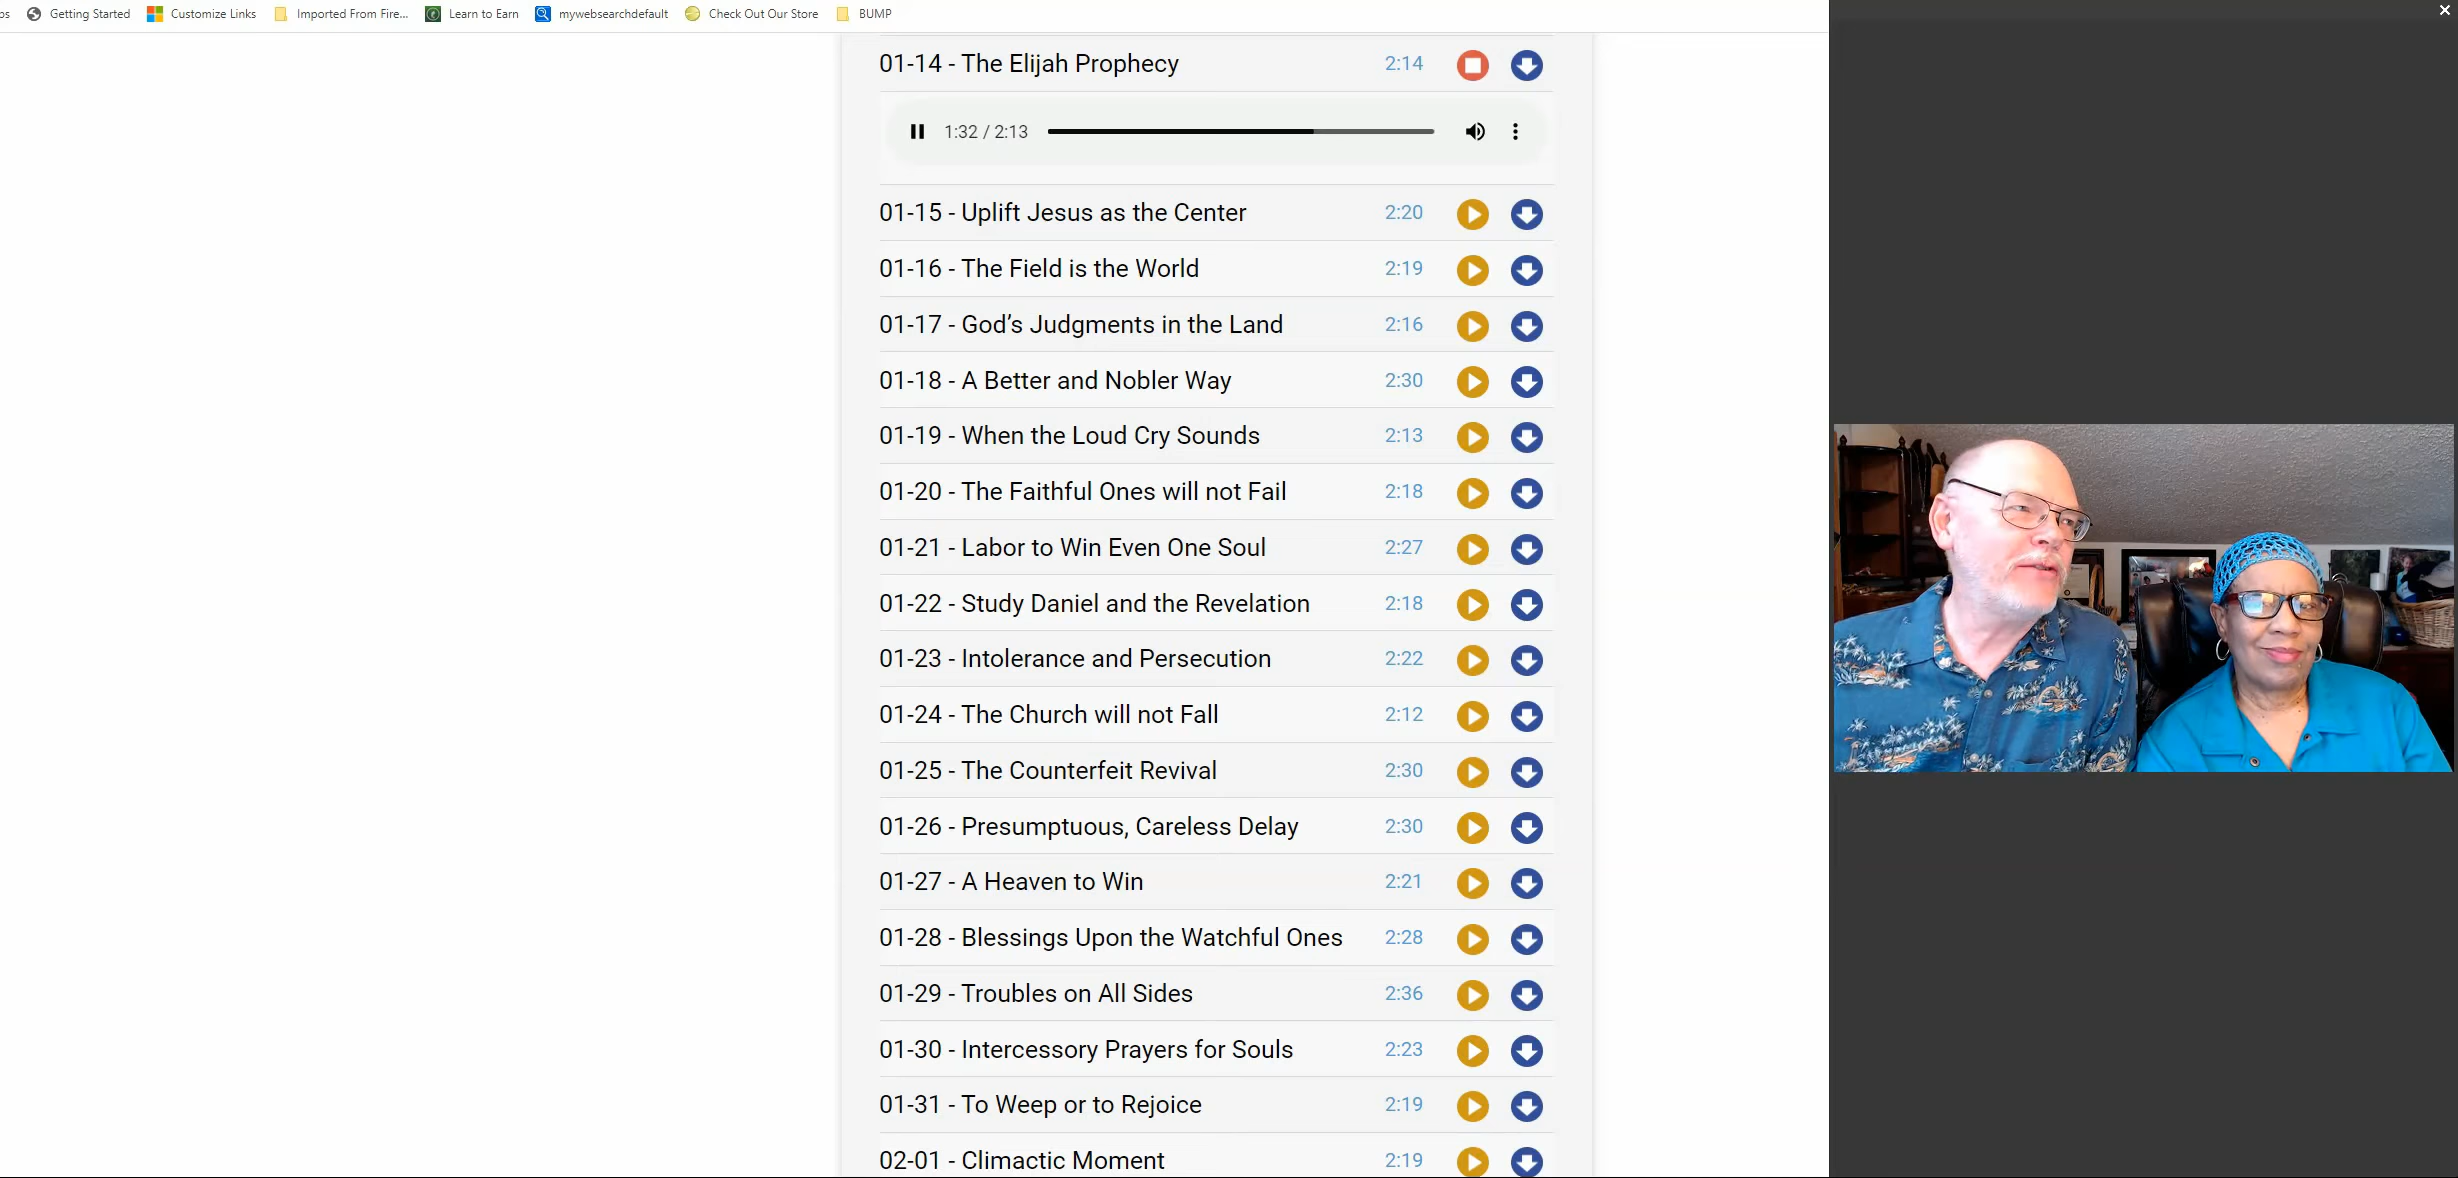 Getting Started Customize Links Imported From Fire... Learn to Earn mywebsearchdefault Check Out Our Store BUMP
01-14 - The Elijah Prophecy 2:14
1:32 / 2:13
01-15 - Uplift Jesus as the Center 2:20
01-16 - The Field is the World 2:19
01-17 - God’s Judgments in the Land 2:16
01-18 - A Better and Nobler Way 2:30
01-19 - When the Loud Cry Sounds 2:13
01-20 - The Faithful Ones will not Fail 2:18
01-21 - Labor to Win Even One Soul 2:27
01-22 - Study Daniel and the Revelation 2:18
01-23 - Intolerance and Persecution 2:22
01-24 - The Church will not Fall 2:12
01-25 - The Counterfeit Revival 2:30
01-26 - Presumptuous, Careless Delay 2:30
01-27 - A Heaven to Win 2:21
01-28 - Blessings Upon the Watchful Ones 2:28
01-29 - Troubles on All Sides 2:36
01-30 - Intercessory Prayers for Souls 2:23
01-31 - To Weep or to Rejoice 2:19
02-01 - Climactic Moment 2:19